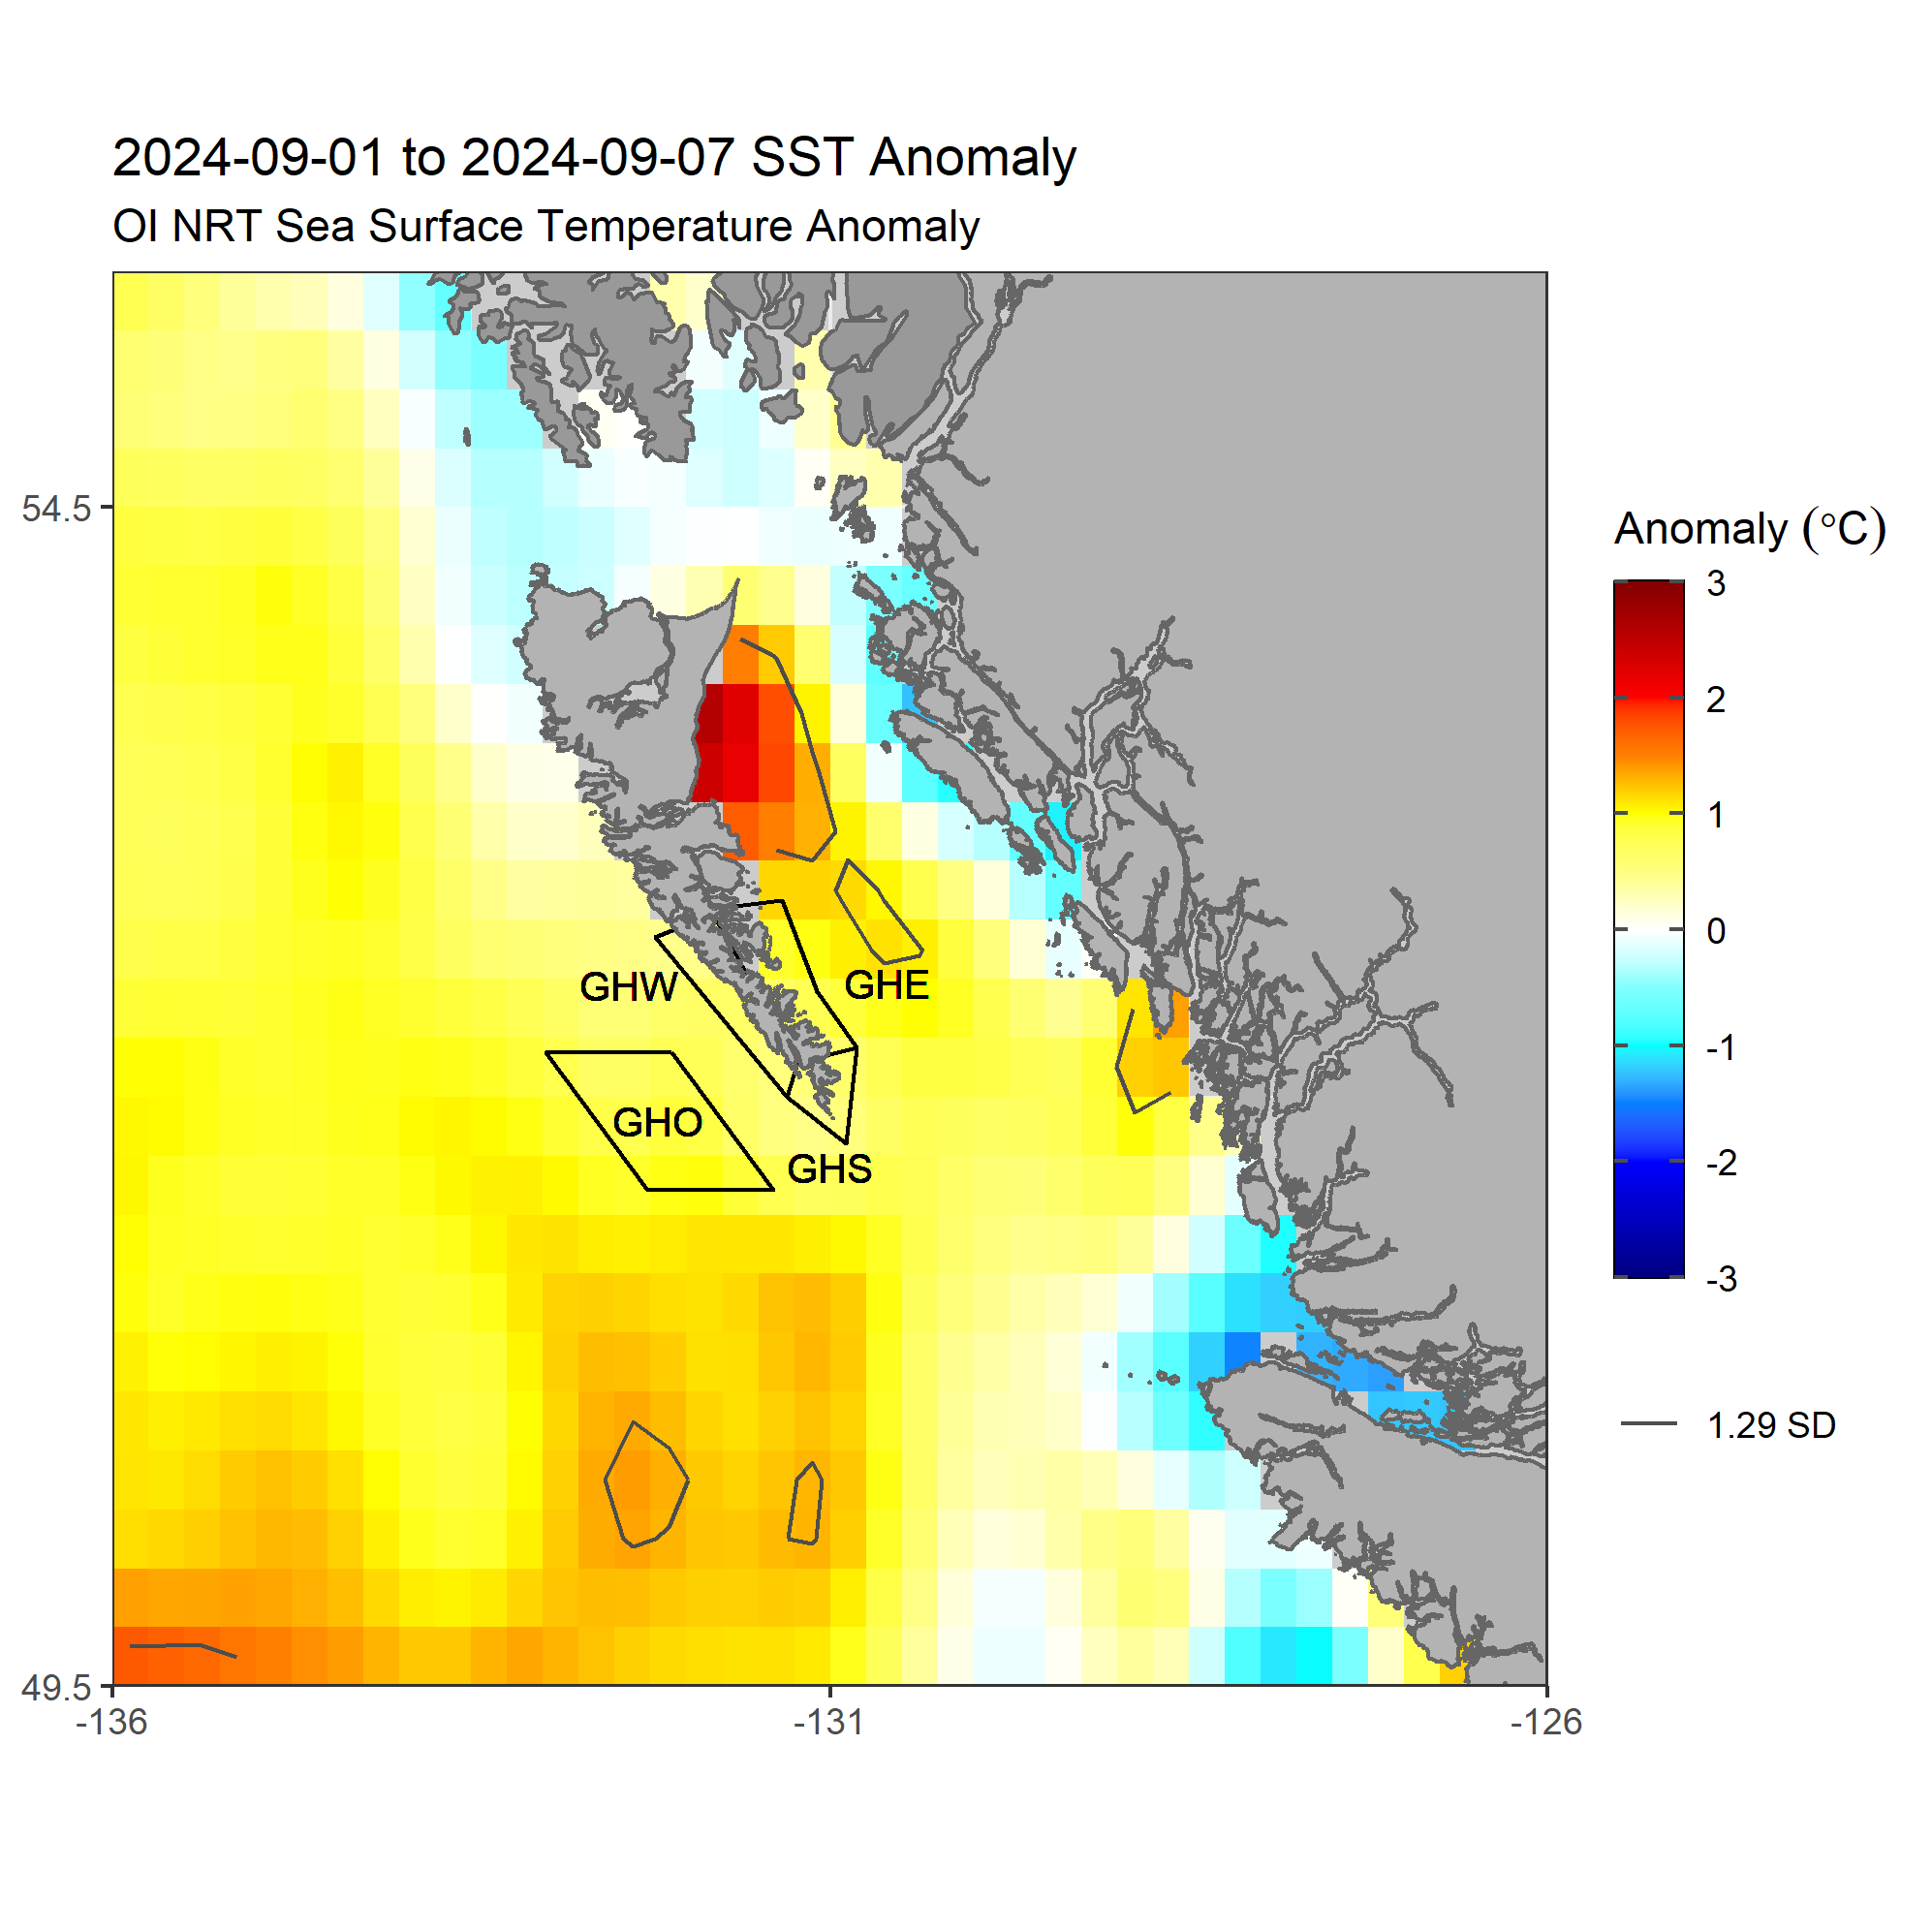 2024-09-01 to 2024-09-07 SST Anomaly
OI NRT Sea Surface Temperature Anomaly
54.5
49.5
-136
-131
-126
GHW
GHE
GHO
GHS
Anomaly (°C)
3
2
1
0
-1
-2
-3
1.29 SD